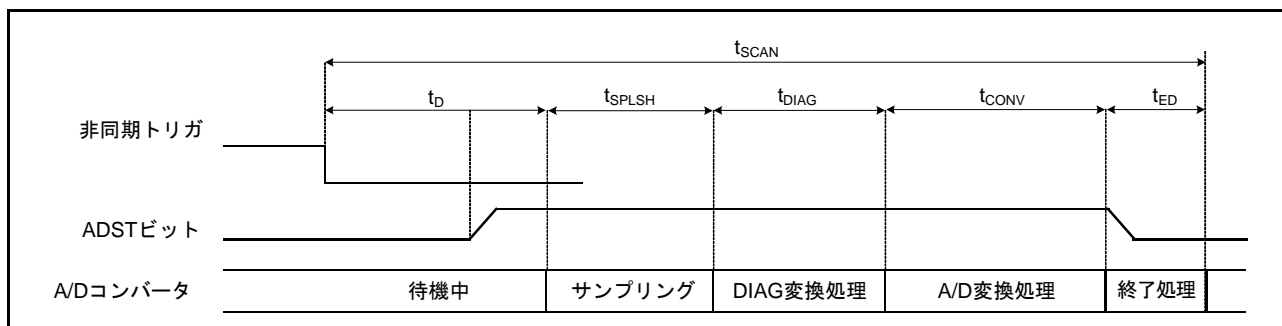 tSCAN
tD tSPLSH tDIAG tCONV tED
非同期トリガ
ADSTビット
A/Dコンバータ 待機中 サンプリング DIAG変換処理 A/D変換処理 終了処理